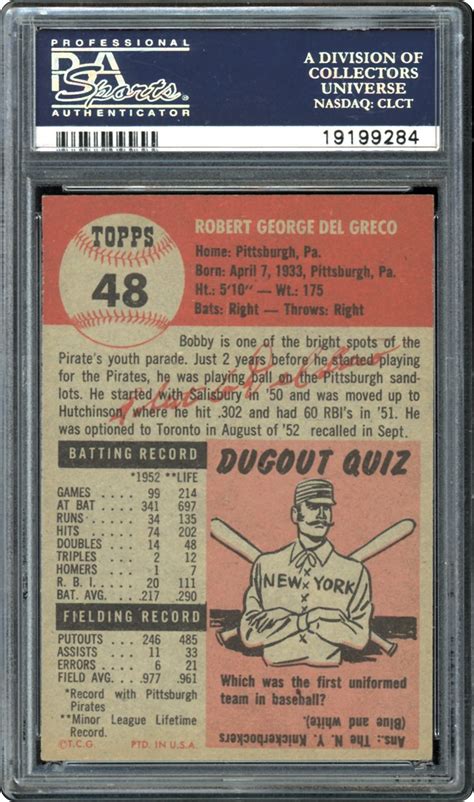 PROFESSIONAL
PSA
Sports
AUTHENTICATOR
A DIVISION OF
COLLECTORS
UNIVERSE
NASDAQ: CLCT
19199284
TOPPS
48
ROBERT GEORGE DEL GRECO
Home: Pittsburgh, Pa.
Born: April 7, 1933, Pittsburgh, Pa.
Ht.: 5'10" — Wt.: 175
Bats: Right — Throws: Right
Bobby is one of the bright spots of the
Pirate's youth parade. Just 2 years before he started playing
for the Pirates, he was playing ball on the Pittsburgh sand-
lots. He started with Salisbury in '50 and was moved up to
Hutchinson, where he hit .302 and had 60 RBI's in '51. He
was optioned to Toronto in August of '52 recalled in Sept.
BATTING RECORD
*1952 **LIFE
GAMES 99 214
AT BAT 341 697
RUNS 34 135
HITS 74 202
DOUBLES 14 48
TRIPLES 2 12
HOMERS 1 7
R. B. I. 20 111
BAT. AVG. .217 .290
FIELDING RECORD
PUTOUTS 246 485
ASSISTS 11 33
ERRORS 6 21
FIELD AVG. .977 .961
*Record with Pittsburgh
Pirates
**Minor League Lifetime
Record.
©T.C.G. PTD. IN U.S.A.
DUGOUT QUIZ
NEW YORK
Which was the first uniformed
team in baseball?
Ans.: The N. Y. Knickerbockers
(Blue and white).